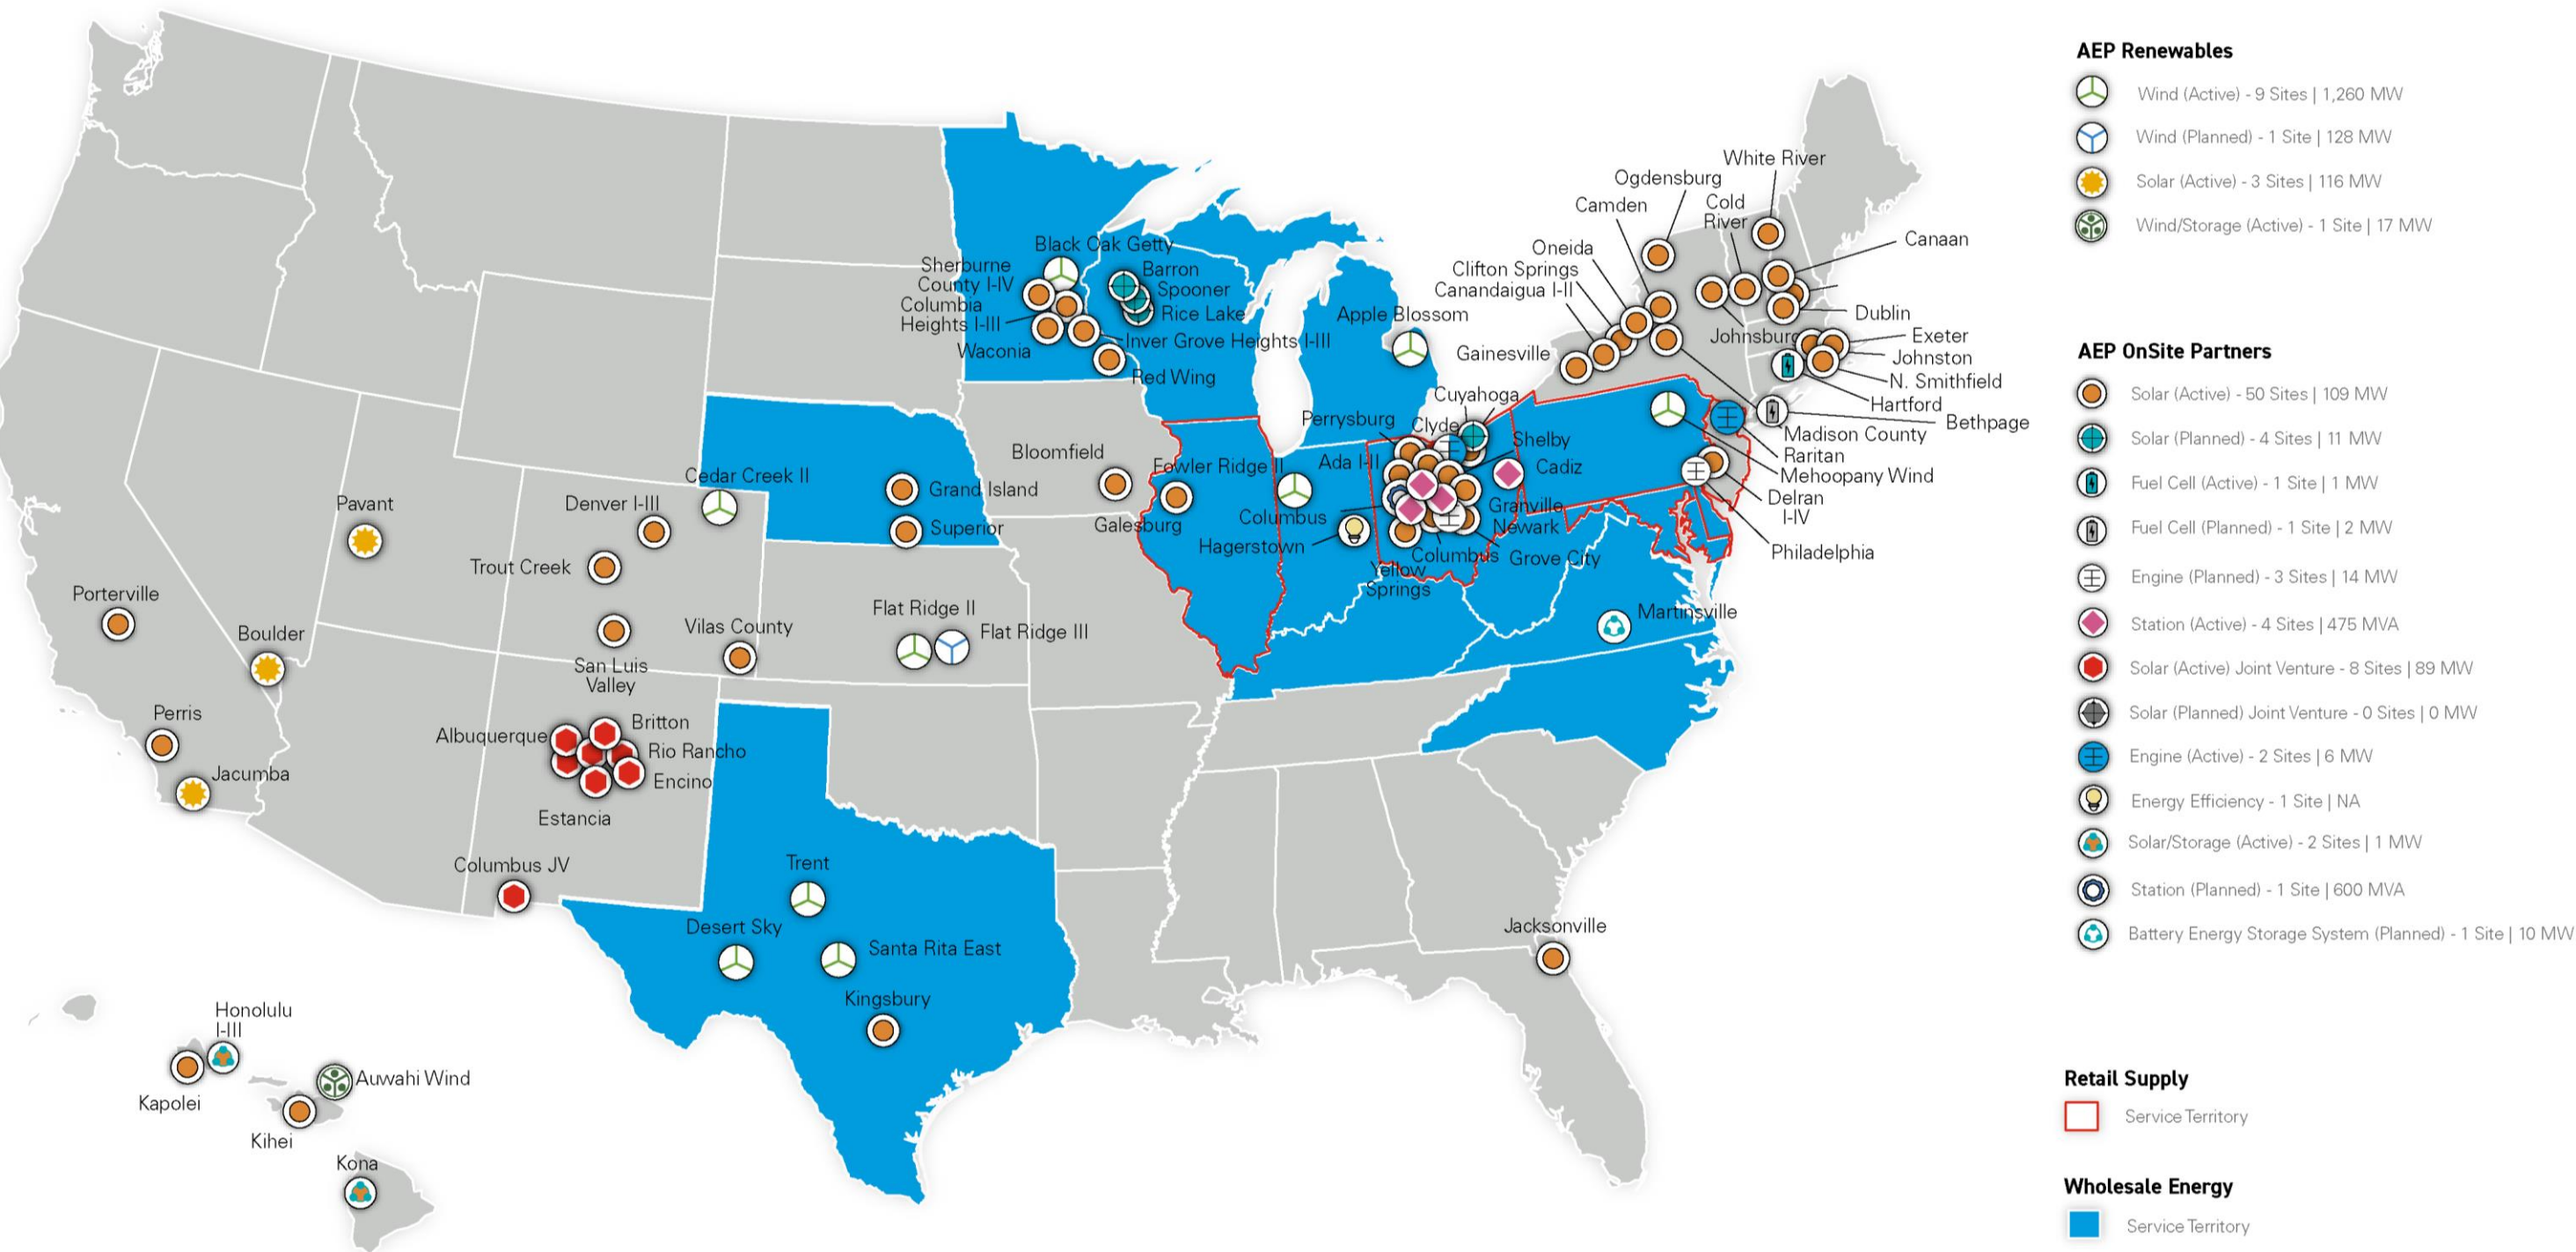 White River
Ogdensburg
Camden
Cold
River
Oneida
Canaan
Clifton Springs
Canandaigua I-II
Black Oak Getty
Sherburne
County I-IV
Barron
Spooner
Columbia
Heights I-III
Rice Lake
Apple Blossom
Dublin
Inver Grove Heights I-III
Johnsburg
Exeter
Waconia
Gainesville
Johnston
Red Wing
N. Smithfield
Cuyahoga
Hartford
Perrysburg
Clyde
Bethpage
Madison County
Shelby
Bloomfield
Raritan
Ada I-II
Fowler Ridge II
Cadiz
Cedar Creek II
Mehoopany Wind
Grand Island
Delran
I-IV
Pavant
Denver I-III
Granville
Columbus
Galesburg
Superior
Newark
Hagerstown
Columbus
Grove City
Philadelphia
Trout Creek
Yellow
Springs
Porterville
Flat Ridge II
Martinsville
Boulder
Vilas County
Flat Ridge III
San Luis
Valley
Perris
Britton
Albuquerque
Rio Rancho
Jacumba
Encino
Estancia
Columbus JV
Trent
Desert Sky
Jacksonville
Santa Rita East
Kingsbury
Honolulu
I-III
Auwahi Wind
Kapolei
Kihei
Kona
AEP Renewables
Wind (Active) - 9 Sites | 1,260 MW
Wind (Planned) - 1 Site | 128 MW
Solar (Active) - 3 Sites | 116 MW
Wind/Storage (Active) - 1 Site | 17 MW
AEP OnSite Partners
Solar (Active) - 50 Sites | 109 MW
Solar (Planned) - 4 Sites | 11 MW
Fuel Cell (Active) - 1 Site | 1 MW
Fuel Cell (Planned) - 1 Site | 2 MW
Engine (Planned) - 3 Sites | 14 MW
Station (Active) - 4 Sites | 475 MVA
Solar (Active) Joint Venture - 8 Sites | 89 MW
Solar (Planned) Joint Venture - 0 Sites | 0 MW
Engine (Active) - 2 Sites | 6 MW
Energy Efficiency - 1 Site | NA
Solar/Storage (Active) - 2 Sites | 1 MW
Station (Planned) - 1 Site | 600 MVA
Battery Energy Storage System (Planned) - 1 Site | 10 MW
Retail Supply
Service Territory
Wholesale Energy
Service Territory